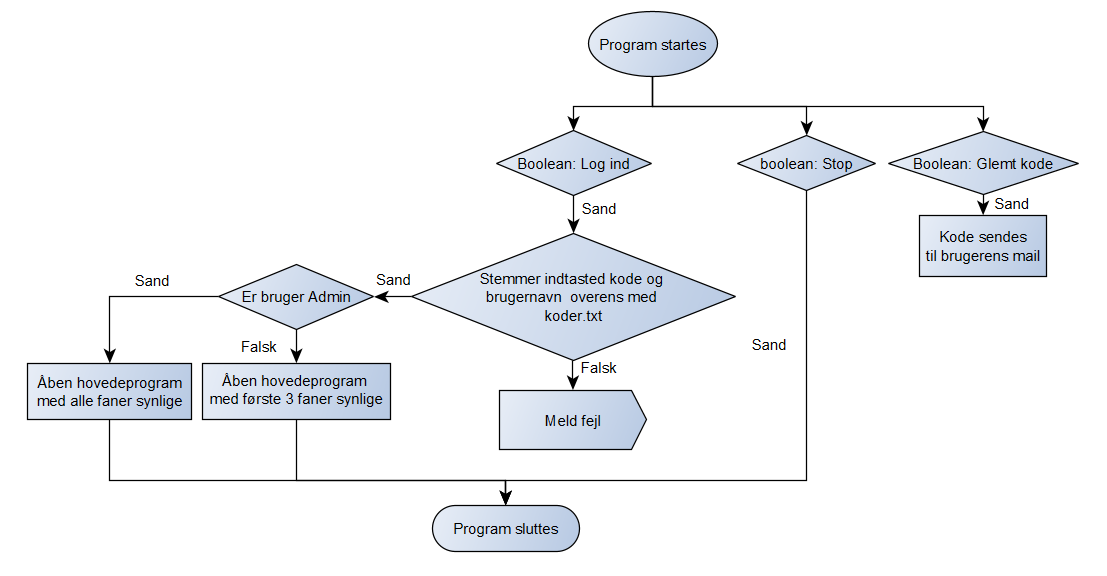 Program startes
Boolean: Log ind
boolean: Stop
Boolean: Glemt kode
Sand
Sand
Kode sendes
til brugerens mail
Stemmer indtasted kode og
brugernavn overens med
koder.txt
Sand
Er bruger Admin
Sand
Falsk
Sand
Falsk
Åben hovedeprogram
med alle faner synlige
Åben hovedeprogram
med første 3 faner synlige
Meld fejl
Program sluttes